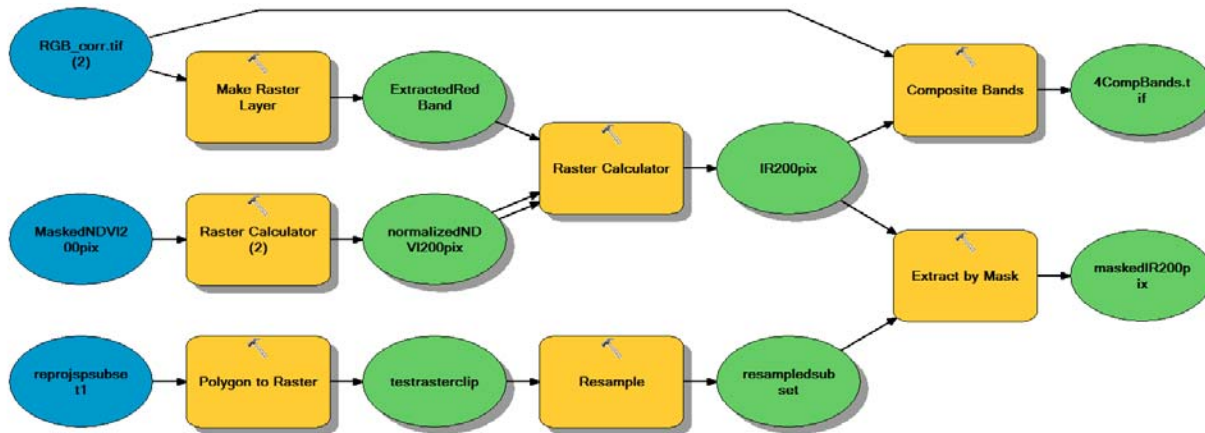 RGB_corr.tif
(2)
Make Raster
Layer
ExtractedRed
Band
Composite Bands
4CompBands.t
if
Raster Calculator
IR200pix
MaskedNDVI2
00pix
Raster Calculator
(2)
normalizedND
VI200pix
Extract by Mask
maskedIR200p
ix
reprojspsubse
t1
Polygon to Raster
testrasterclip
Resample
resampledsub
set